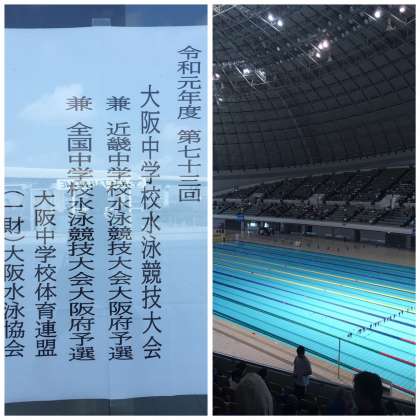 令和元年度 第七十三回
大阪中学校水泳競技大会
兼 近畿中学校水泳競技大会大阪府予選
兼 全国中学校水泳競技大会大阪府予選
大阪中学校体育連盟
(一財)大阪水泳協会